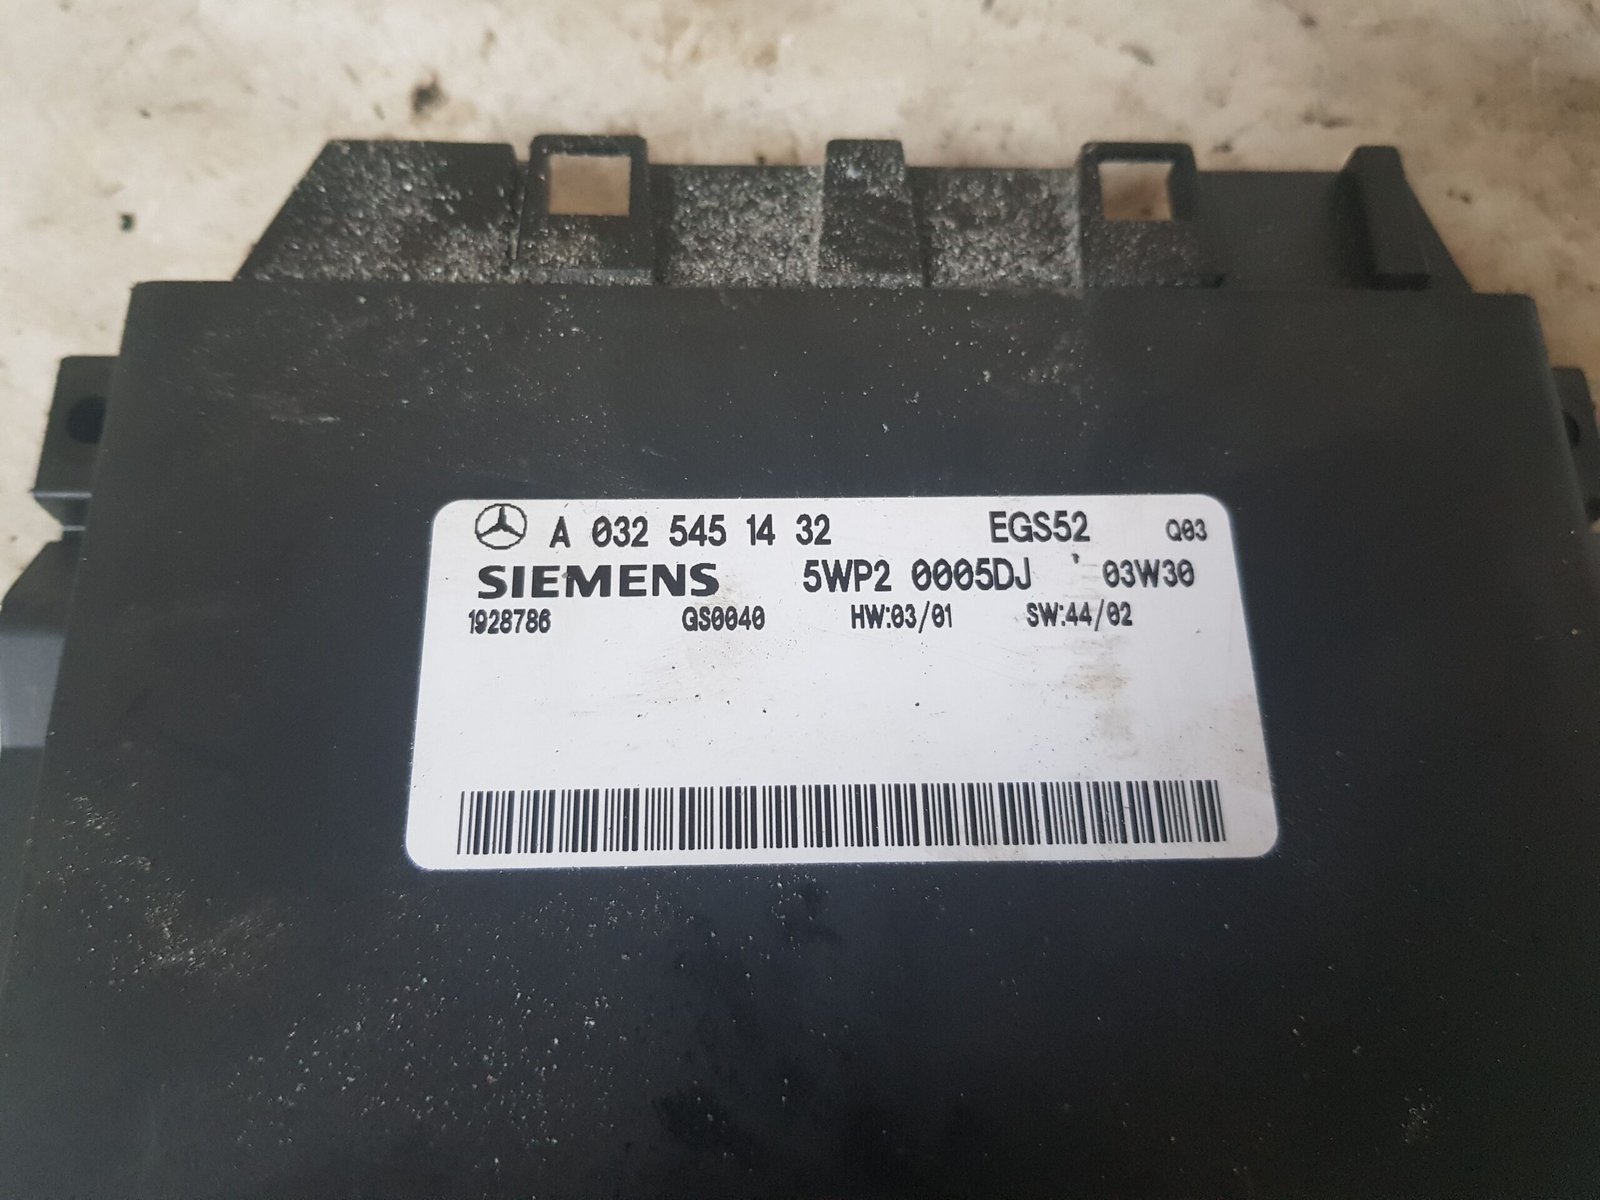 A 032 545 14 32 EGS52 Q03
SIEMENS 5WP2 0005DJ 03W30
1928786 QS0040 HW:03/01 SW:44/02